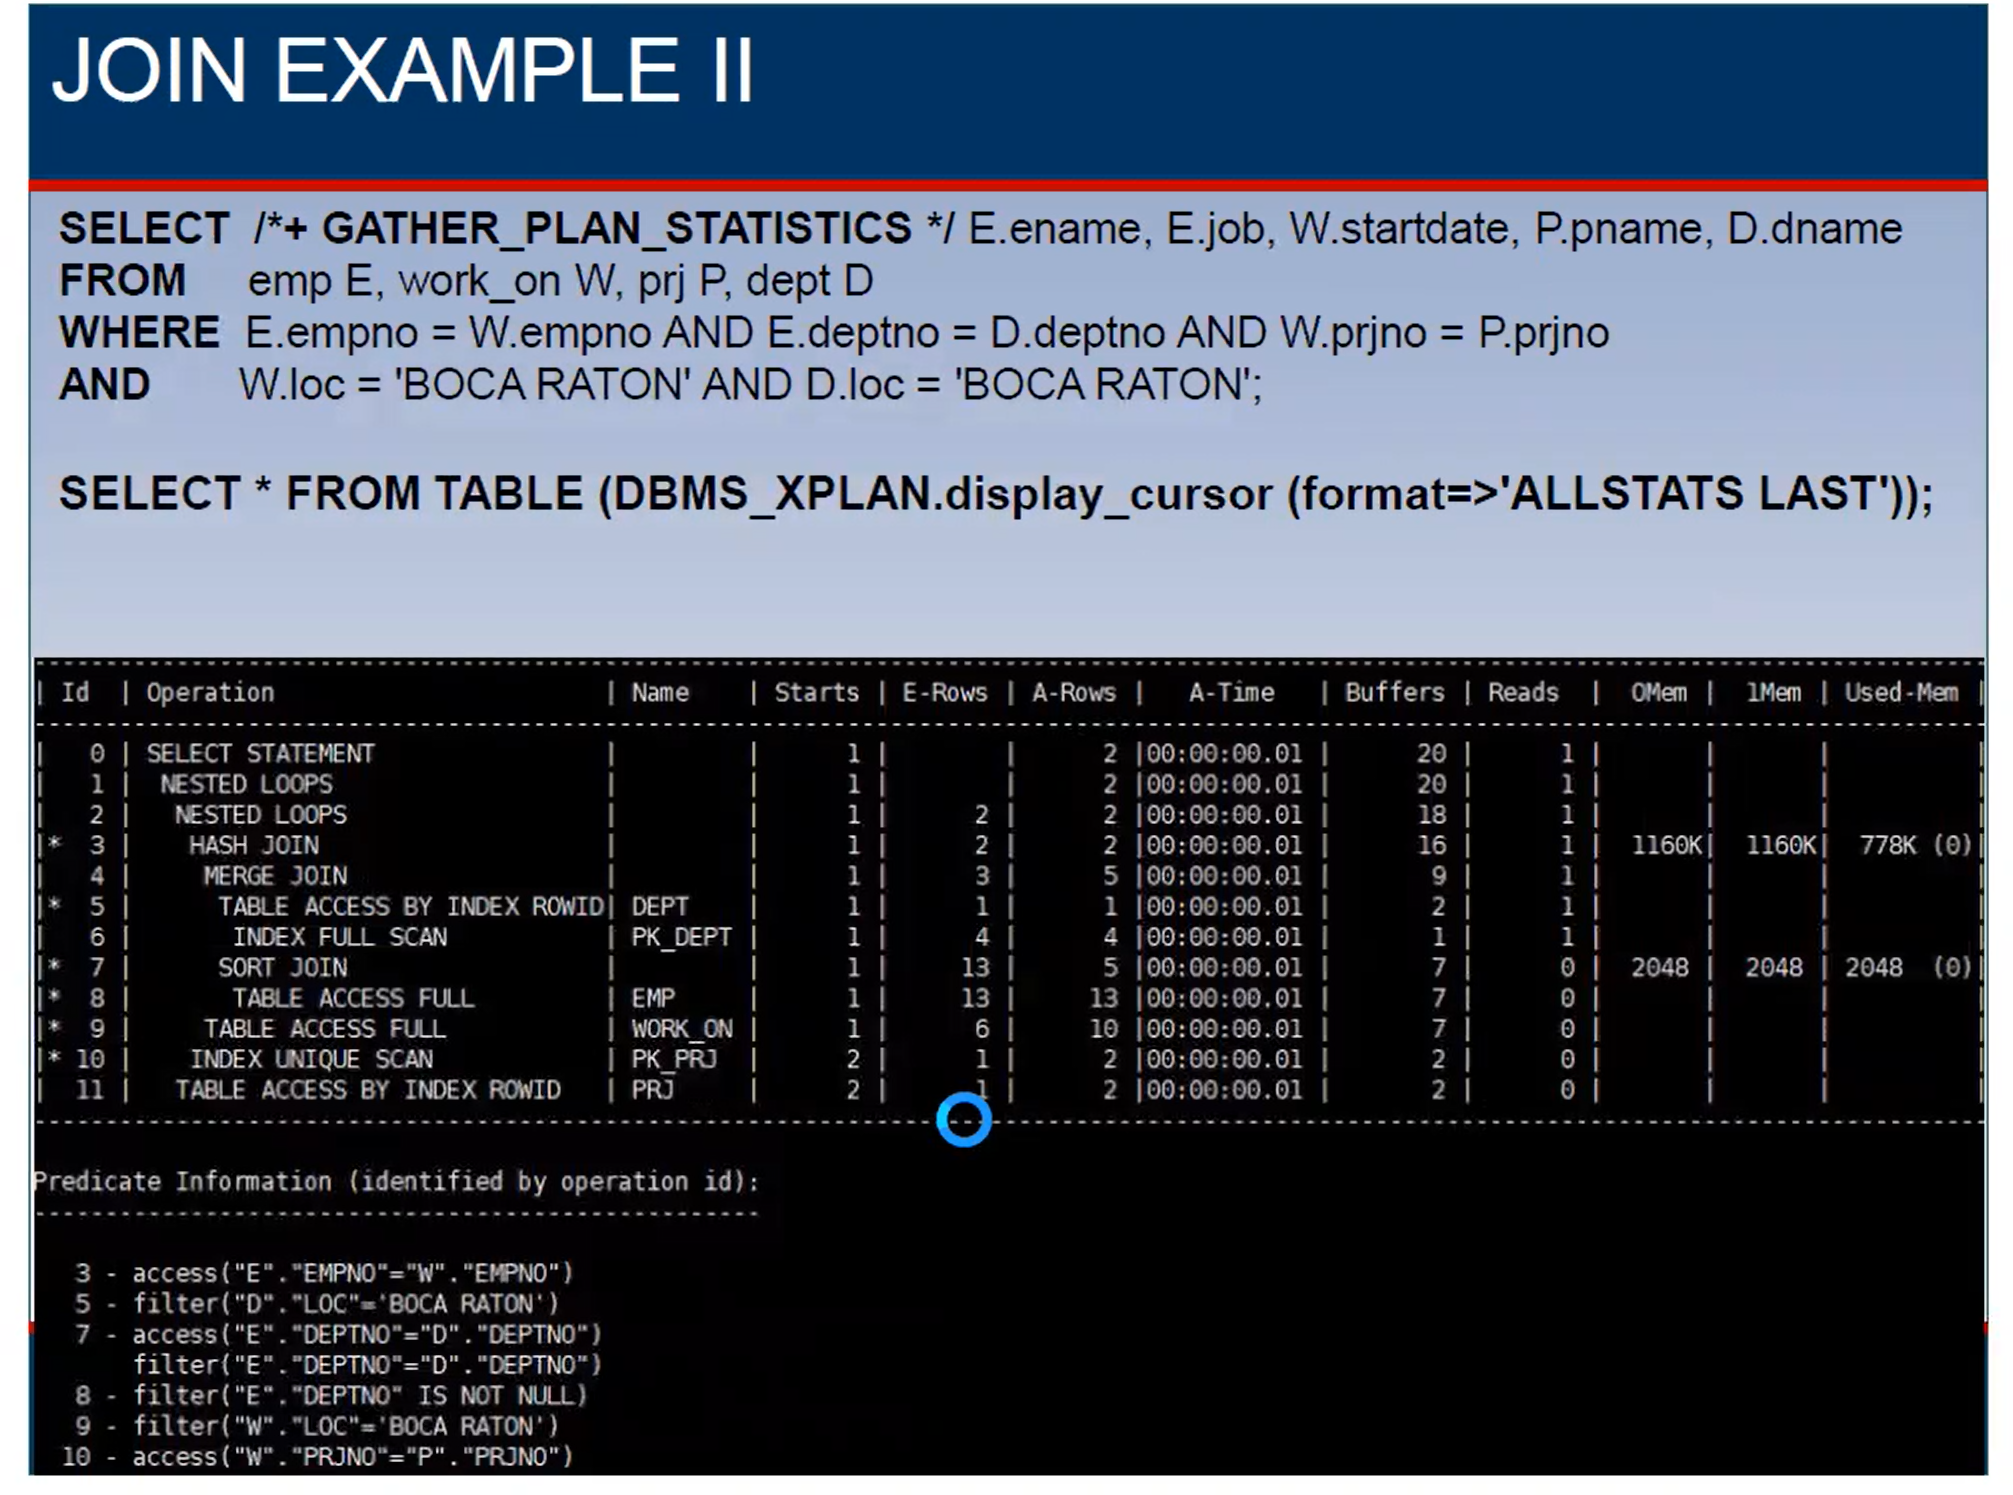 JOIN EXAMPLE II
SELECT /*+ GATHER_PLAN_STATISTICS */ E.ename, E.job, W.startdate, P.pname, D.dname
FROM emp E, work_on W, prj P, dept D
WHERE E.empno = W.empno AND E.deptno = D.deptno AND W.prjno = P.prjno
AND W.loc = 'BOCA RATON' AND D.loc = 'BOCA RATON';
SELECT * FROM TABLE (DBMS_XPLAN.display_cursor (format=>'ALLSTATS LAST'));
| Id | Operation | Name | Starts | E-Rows | A-Rows | A-Time | Buffers | Reads | 0Mem | 1Mem | Used-Mem |
| 0 | SELECT STATEMENT | | 1 | | 2 |00:00:00.01 | 20 | 1 | | | |
| 1 | NESTED LOOPS | | 1 | | 2 |00:00:00.01 | 20 | 1 | | | |
| 2 | NESTED LOOPS | | 1 | 2 | 2 |00:00:00.01 | 18 | 1 | | | |
|* 3 | HASH JOIN | | 1 | 2 | 2 |00:00:00.01 | 16 | 1 | 1160K| 1160K| 778K (0)|
| 4 | MERGE JOIN | | 1 | 3 | 5 |00:00:00.01 | 9 | 1 | | | |
|* 5 | TABLE ACCESS BY INDEX ROWID| DEPT | 1 | 1 | 1 |00:00:00.01 | 2 | 1 | | | |
| 6 | INDEX FULL SCAN | PK_DEPT | 1 | 4 | 4 |00:00:00.01 | 1 | 1 | | | |
|* 7 | SORT JOIN | | 1 | 13 | 5 |00:00:00.01 | 7 | 0 | 2048 | 2048 | 2048 (0)|
|* 8 | TABLE ACCESS FULL | EMP | 1 | 13 | 13 |00:00:00.01 | 7 | 0 | | | |
|* 9 | TABLE ACCESS FULL | WORK_ON | 1 | 6 | 10 |00:00:00.01 | 7 | 0 | | | |
|* 10 | INDEX UNIQUE SCAN | PK_PRJ | 2 | 1 | 2 |00:00:00.01 | 2 | 0 | | | |
| 11 | TABLE ACCESS BY INDEX ROWID | PRJ | 2 | 1 | 2 |00:00:00.01 | 2 | 0 | | | |
Predicate Information (identified by operation id):
3 - access("E"."EMPNO"="W"."EMPNO")
5 - filter("D"."LOC"='BOCA RATON')
7 - access("E"."DEPTNO"="D"."DEPTNO")
filter("E"."DEPTNO"="D"."DEPTNO")
8 - filter("E"."DEPTNO" IS NOT NULL)
9 - filter("W"."LOC"='BOCA RATON')
10 - access("W"."PRJNO"="P"."PRJNO")